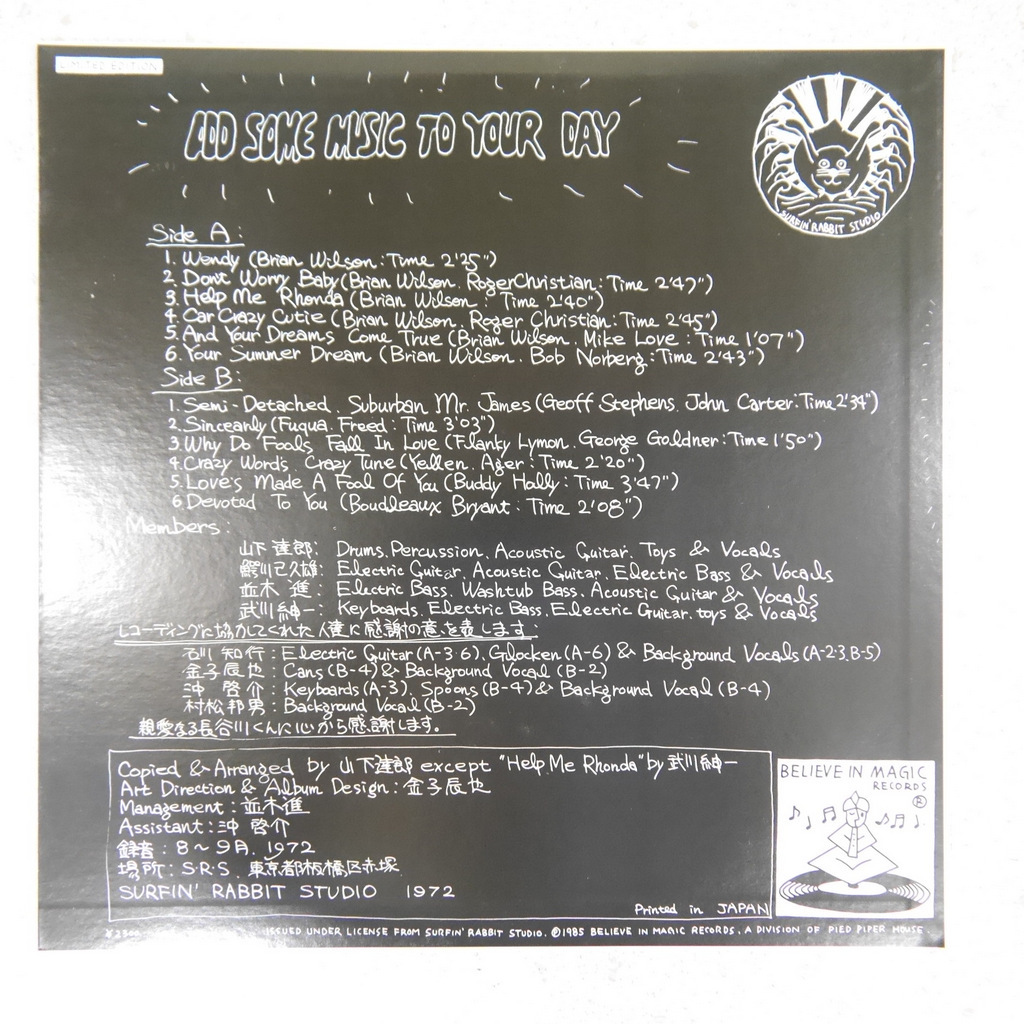 LIMITED EDITION
ADD SOME MUSIC TO YOUR DAY
SURFIN' RABBIT STUDIO
Side A:
1. Wendy (Brian Wilson: Time 2'25")
2. Don't Worry Baby (Brian Wilson. Roger Christian: Time 2'47")
3. Help Me Rhonda (Brian Wilson: Time 2'40")
4. Car Crazy Cutie (Brian Wilson. Roger Christian: Time 2'45")
5. And Your Dreams Come True (Brian Wilson. Mike Love: Time 1'07")
6. Your Summer Dream (Brian Wilson. Bob Norberg: Time 2'43")
Side B:
1. Semi-Detached. Suburban Mr. James (Geoff Stephens. John Carter: Time 2'34")
2. Sincearly (Fuqua. Freed: Time 3'03")
3. Why Do Fools Fall In Love (Flanky Lymon. George Goldner: Time 1'50")
4. Crazy Words. Crazy Tune (Yellen. Ager: Time 2'20")
5. Love's Made A Fool Of You (Buddy Holly: Time 3'47")
6. Devoted To You (Boudleaux Bryant: Time 2'08")
Members:
山下達郎: Drums. Percussion. Acoustic Guitar. Toys & Vocals
鰐川己久雄: Electric Guitar. Acoustic Guitar. Electric Bass & Vocals
並木進: Electric Bass. Washtub Bass. Acoustic Guitar & Vocals
武川紳一: Keyboards. Electric Bass. Electric Guitar. toys & Vocals
レコーディングに協力してくれた人達に感謝の意を表します:
石川知行: Electric Guitar (A-3.6). Glocken (A-6) & Background Vocals (A-2.3.B-5)
金子辰也: Cans (B-4) & Background Vocal (B-2)
沖啓介: Keyboards (A-3). Spoons (B-4) & Background Vocal (B-4)
村松邦男: Background Vocal (B-2)
親愛なる長谷川くんに心から感謝します。
Copied & Arranged by 山下達郎 except "Help Me Rhonda" by 武川紳一
Art Direction & Album Design: 金子辰也
Management: 並木進
Assistant: 沖啓介
録音: 8~9月. 1972
場所: S・R・S 東京都板橋区赤塚
SURFIN' RABBIT STUDIO 1972
Printed in JAPAN
BELIEVE IN MAGIC
RECORDS
®
¥2300
ISSUED UNDER LICENSE FROM SURFIN' RABBIT STUDIO. ©1985 BELIEVE IN MAGIC RECORDS, A DIVISION OF PIED PIPER HOUSE.